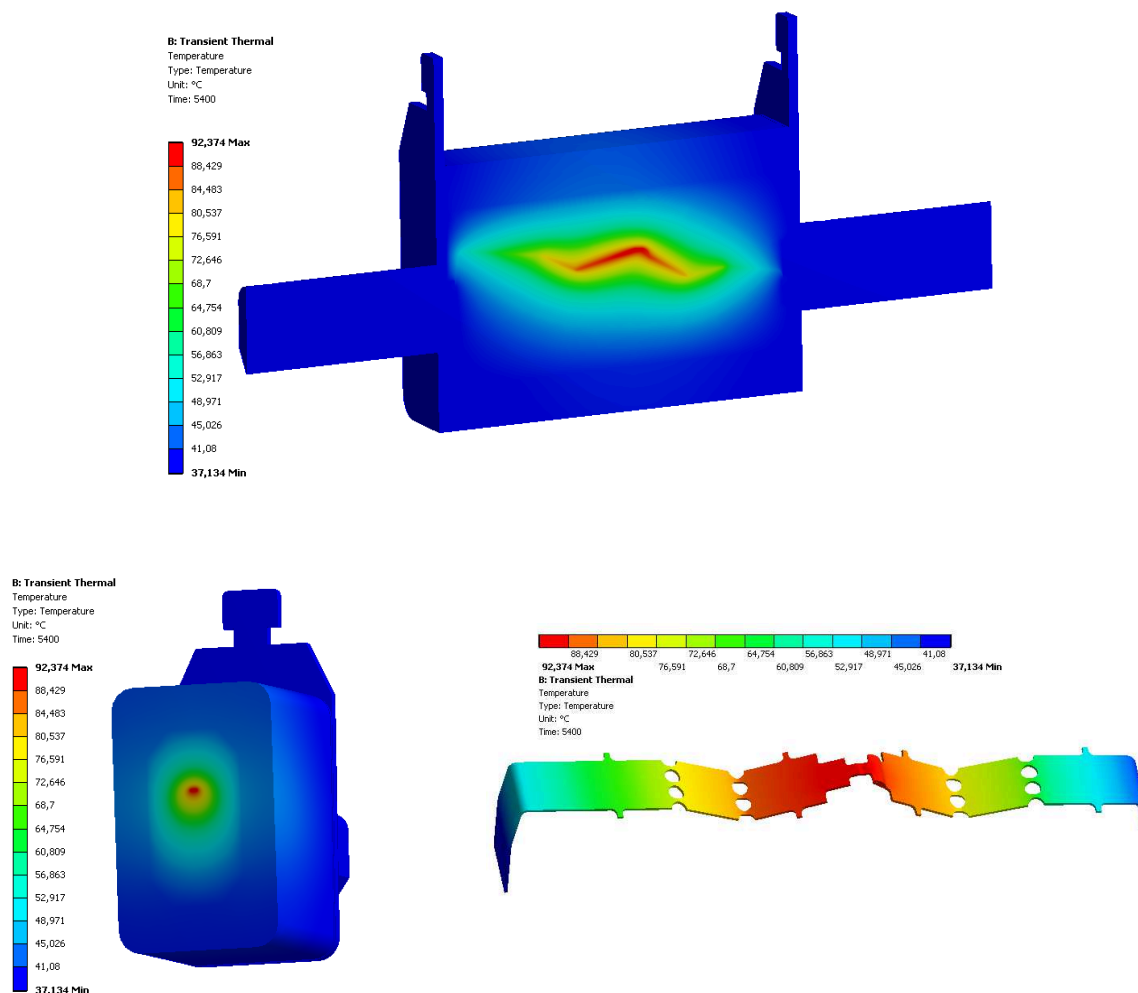 B: Transient Thermal
Temperature
Type: Temperature
Unit: °C
Time: 5400
92,374 Max
88,429
84,483
80,537
76,591
72,646
68,7
64,754
60,809
56,863
52,917
48,971
45,026
41,08
37,134 Min
B: Transient Thermal
Temperature
Type: Temperature
Unit: °C
Time: 5400
92,374 Max
88,429
84,483
80,537
76,591
72,646
68,7
64,754
60,809
56,863
52,917
48,971
45,026
41,08
37,134 Min
88,429 80,537 72,646 64,754 56,863 48,971 41,08
92,374 Max 76,591 68,7 60,809 52,917 45,026 37,134 Min
B: Transient Thermal
Temperature
Type: Temperature
Unit: °C
Time: 5400